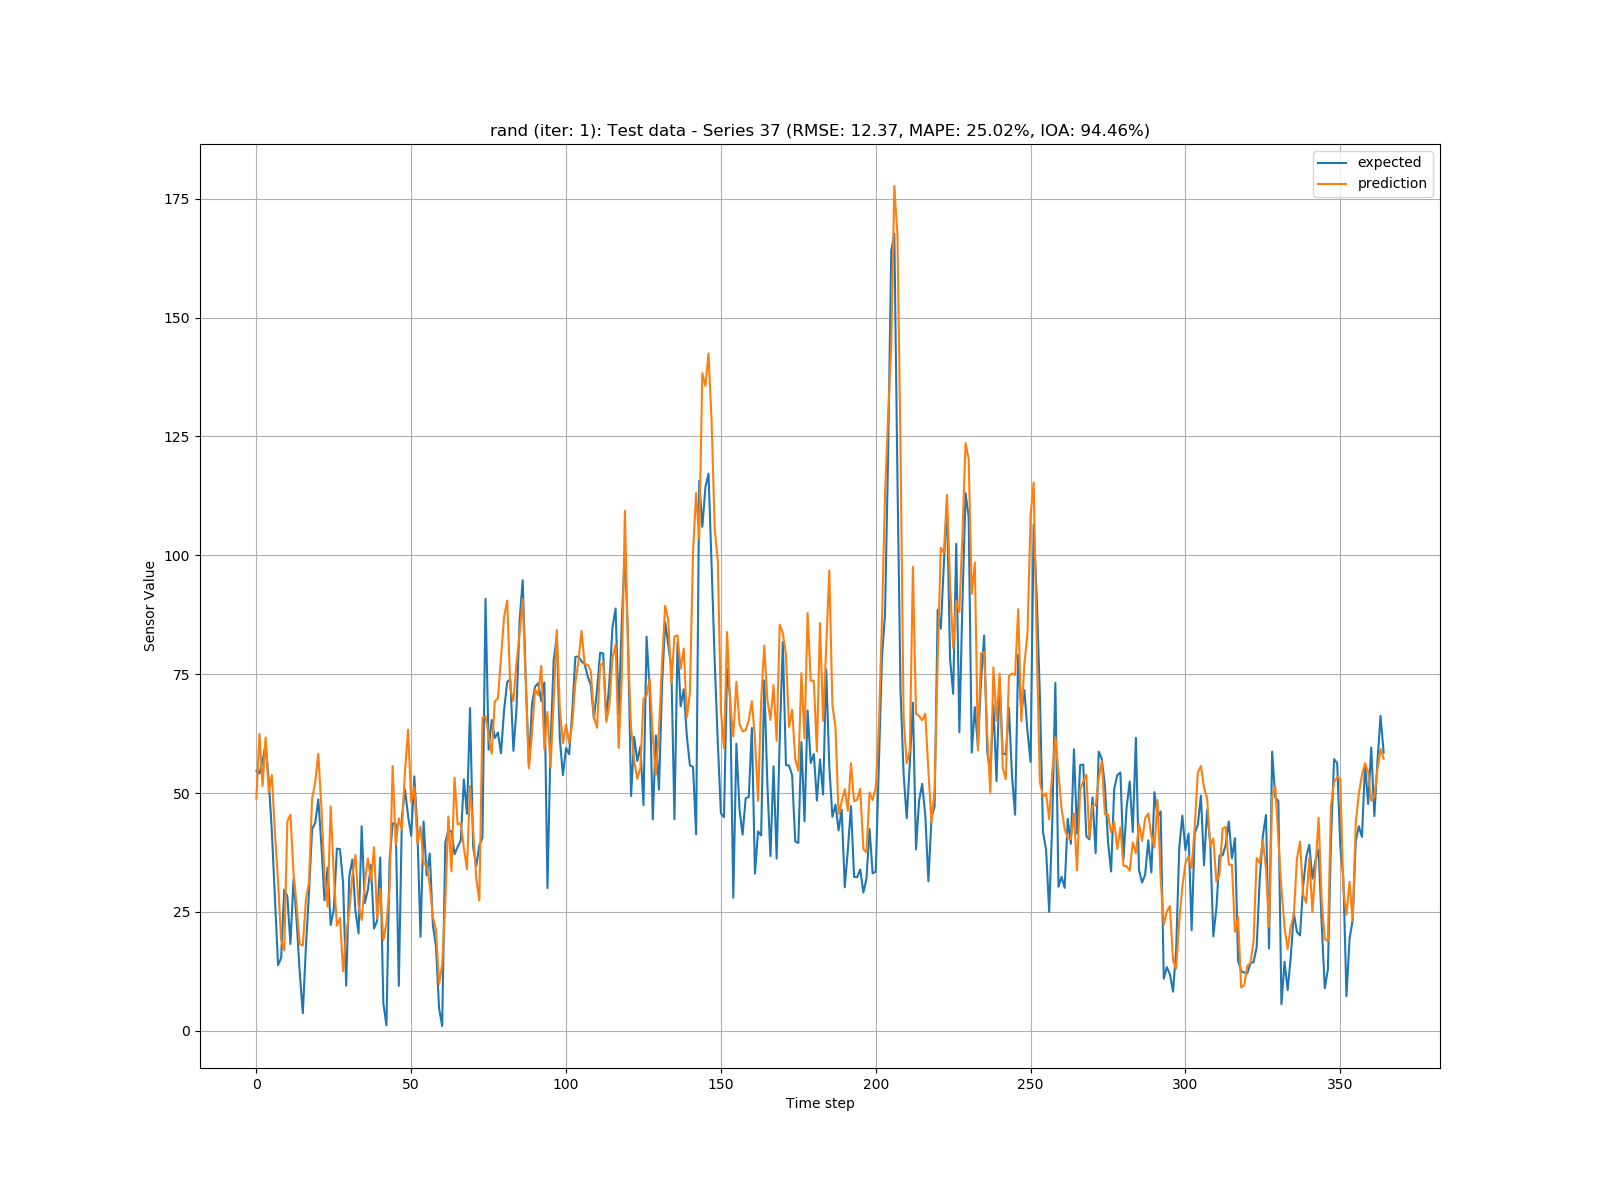 rand (iter: 1): Test data - Series 37 (RMSE: 12.37, MAPE: 25.02%, IOA: 94.46%)
expected
prediction
175
150
125
100
75
50
25
0
Sensor Value
0 50 100 150 200 250 300 350
Time step